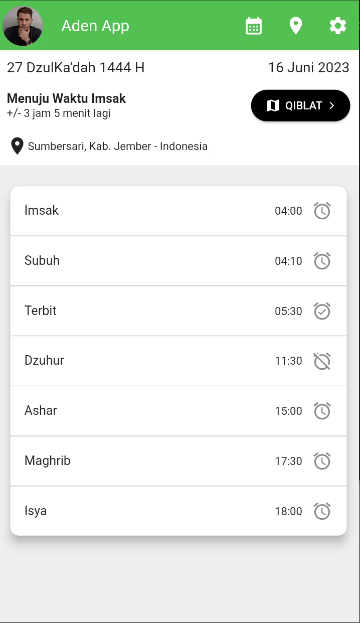 Aden App
27 DzulKa'dah 1444 H 16 Juni 2023
Menuju Waktu Imsak
+/- 3 jam 5 menit lagi
QIBLAT
Sumbersari, Kab. Jember - Indonesia
Imsak 04:00
Subuh 04:10
Terbit 05:30
Dzuhur 11:30
Ashar 15:00
Maghrib 17:30
Isya 18:00